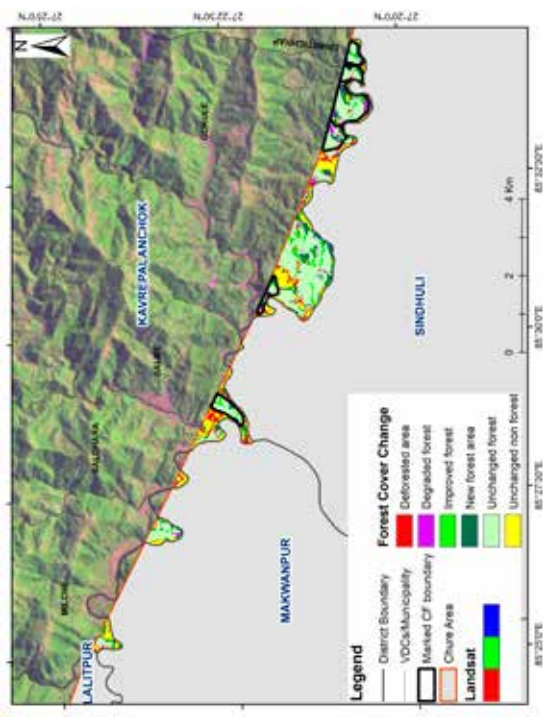 N
27°25'0"N
27°22'30"N
27°20'0"N
KAVREPALANCHOK
LALITPUR
MAKWANPUR
SINDHULI
85°25'0"E
85°27'30"E
85°30'0"E
85°32'30"E
0 2 4 Km
Legend
District Boundary
VDCs/Municipality
Marked CF boundary
Chure Area
Landsat
Forest Cover Change
Deforested area
Degraded forest
Improved forest
New forest area
Unchanged forest
Unchanged non forest